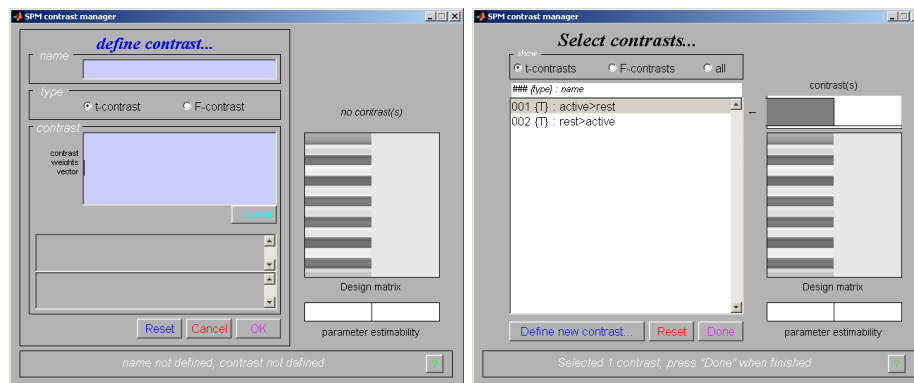 SPM contrast manager
define contrast...
name
type
t-contrast
F-contrast
contrast
contrast
weights
vector
...submit
Reset
Cancel
OK
no contrast(s)
Design matrix
parameter estimability
name not defined, contrast not defined
?
SPM contrast manager
Select contrasts...
show
t-contrasts
F-contrasts
all
### {type} : name
001 {T} : active>rest
002 {T} : rest>active
Define new contrast...
Reset
Done
contrast(s)
Design matrix
parameter estimability
Selected 1 contrast, press "Done" when finished.
?